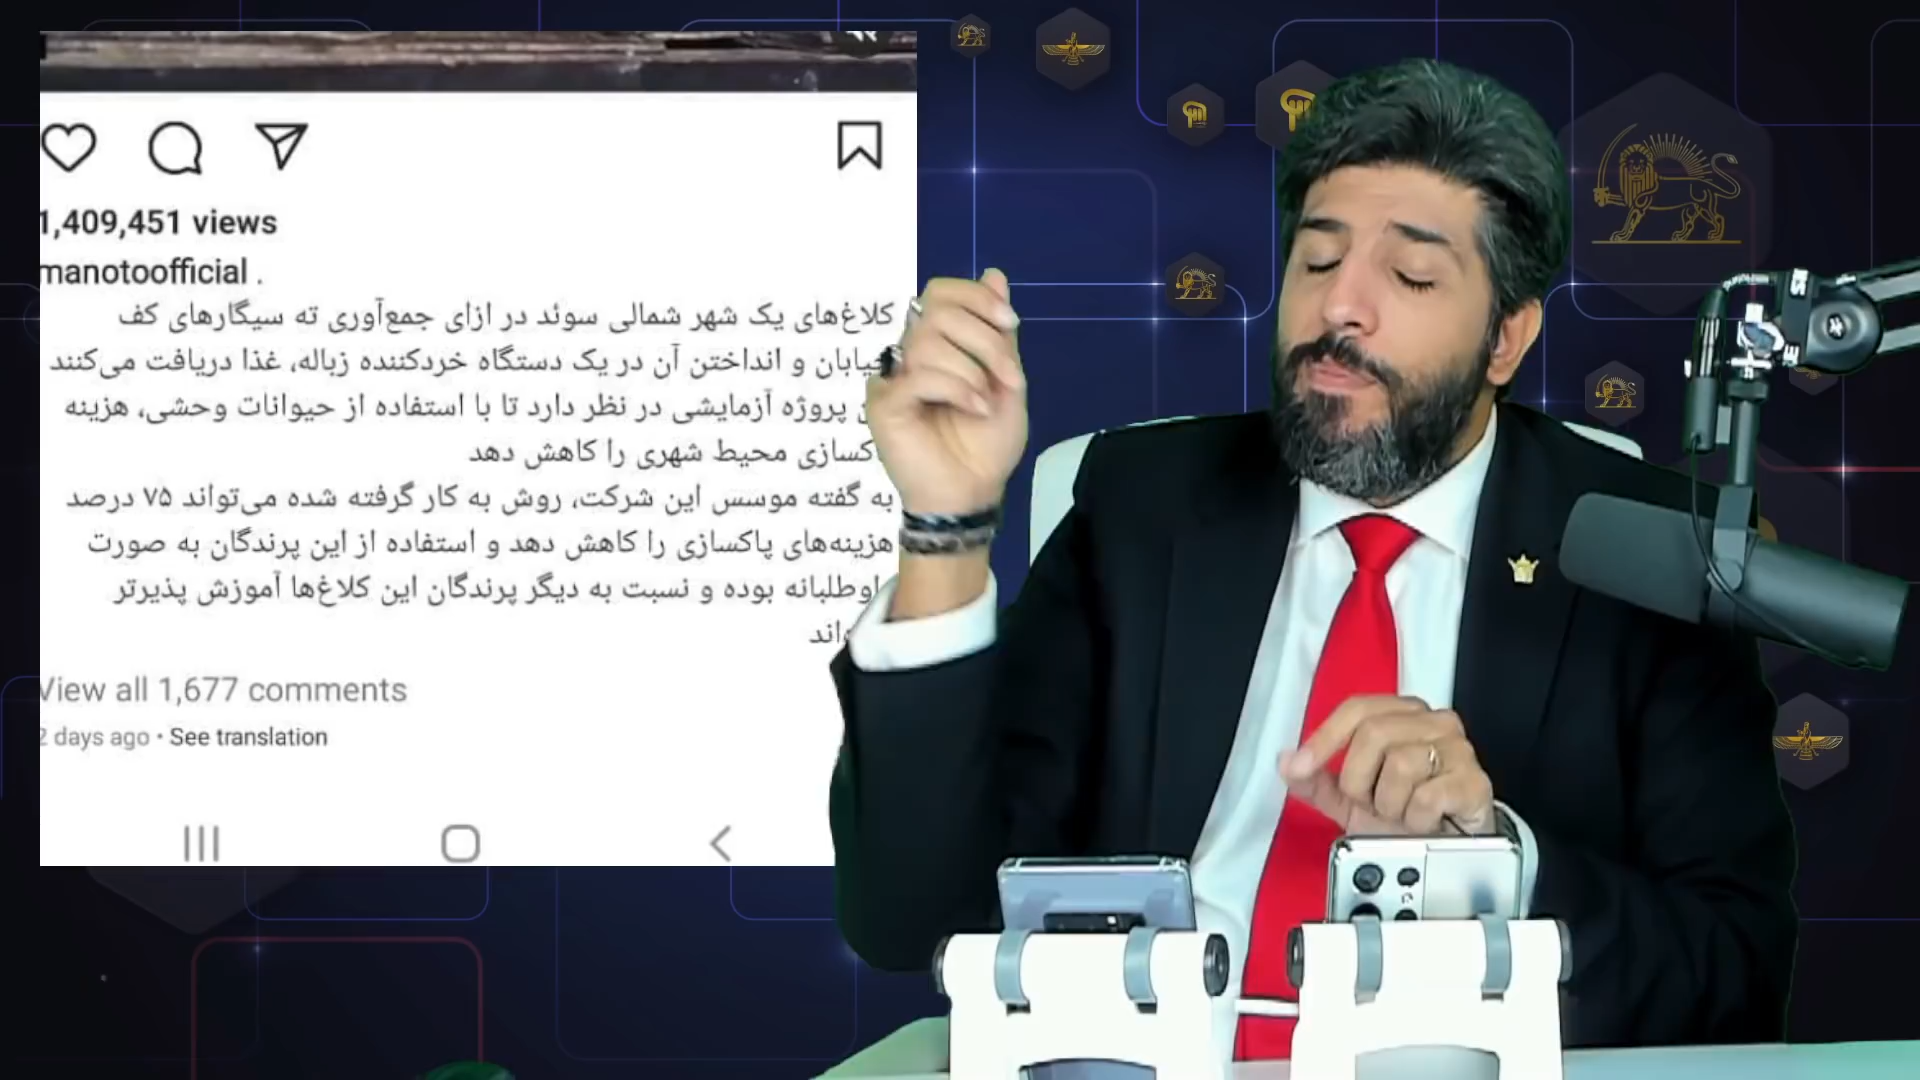 1,409,451 views
manotoofficial .
کلاغ‌های یک شهر شمالی سوئد در ازای جمع‌آوری ته سیگارهای کف
خیابان و انداختن آن در یک دستگاه خردکننده زباله، غذا دریافت می‌کنند
پروژه آزمایشی در نظر دارد تا با استفاده از حیوانات وحشی، هزینه
کسازی محیط شهری را کاهش دهد
به گفته موسس این شرکت، روش به کار گرفته شده می‌تواند ۷۵ درصد
هزینه‌های پاکسازی را کاهش دهد و استفاده از این پرندگان به صورت
اوطلبانه بوده و نسبت به دیگر پرندگان این کلاغ‌ها آموزش پذیرتر
اند
View all 1,677 comments
2 days ago • See translation